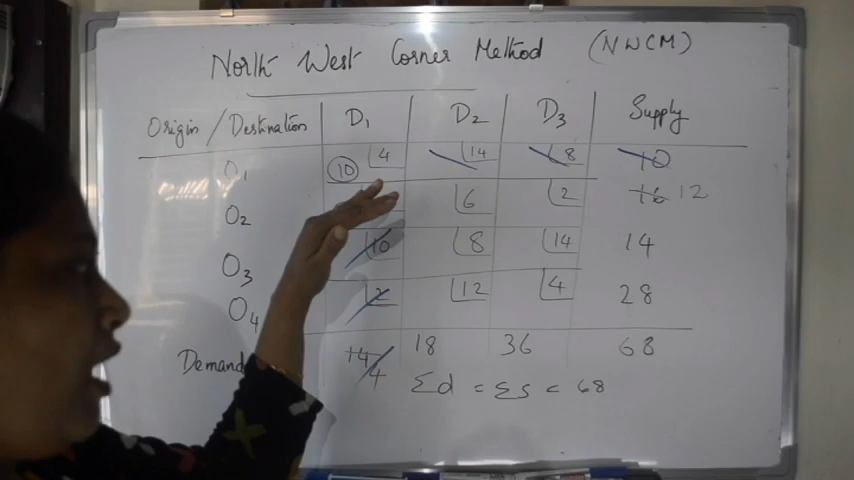 North West Corner Method (NWCM)
Origin / Destination D1 D2 D3 Supply
O1 10 4 14 8 10
O2 6 2 16 12
O3 10 8 14 14
O4 2 12 4 28
Demand 14 4 18 36 68
Σd = Σs = 68